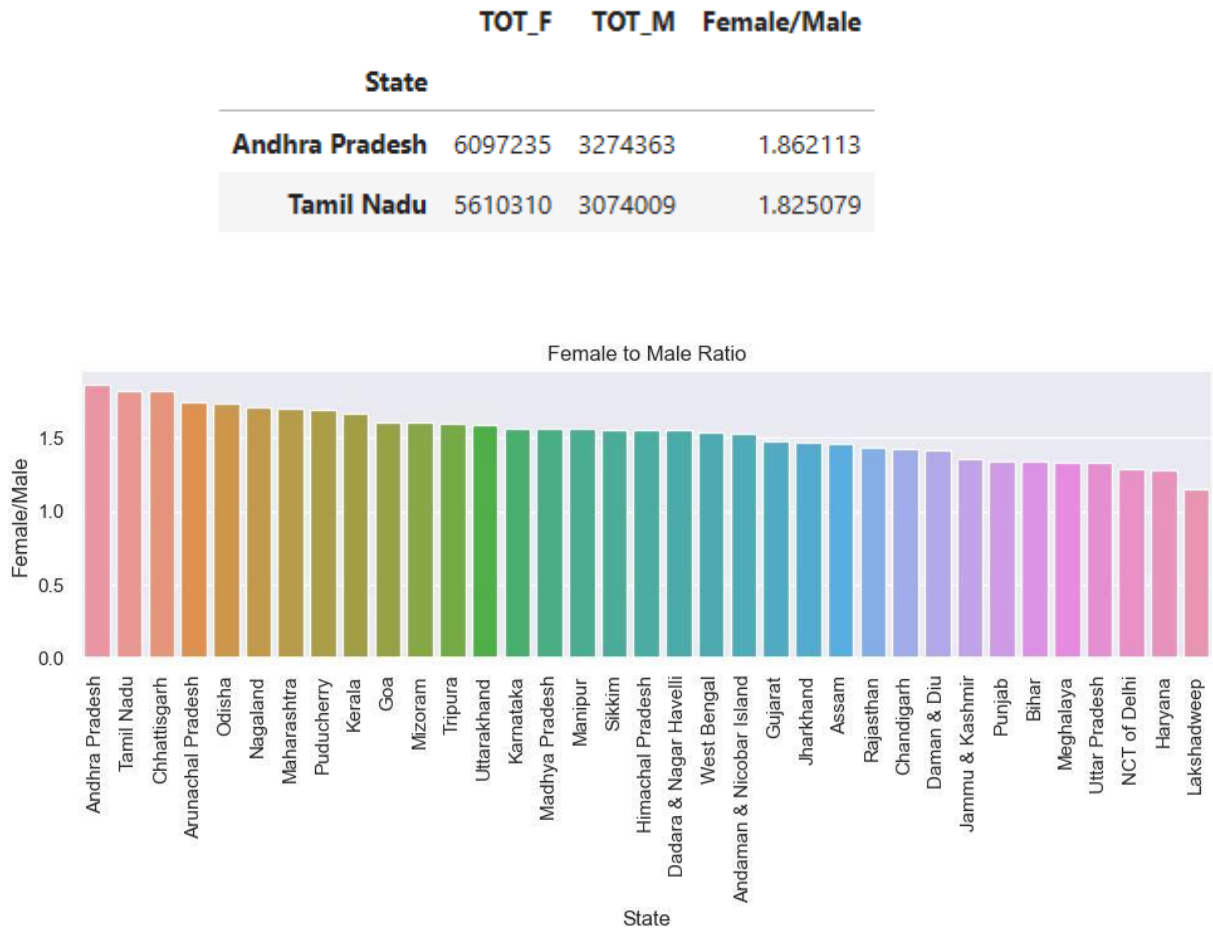 TOT_F TOT_M Female/Male
State
Andhra Pradesh 6097235 3274363 1.862113
Tamil Nadu 5610310 3074009 1.825079
Female to Male Ratio
Female/Male
1.5
1.0
0.5
0.0
Andhra Pradesh
Tamil Nadu
Chhattisgarh
Arunachal Pradesh
Odisha
Nagaland
Maharashtra
Puducherry
Kerala
Goa
Mizoram
Tripura
Uttarakhand
Karnataka
Madhya Pradesh
Manipur
Sikkim
Himachal Pradesh
Dadara & Nagar Havelli
West Bengal
Andaman & Nicobar Island
Gujarat
Jharkhand
Assam
Rajasthan
Chandigarh
Daman & Diu
Jammu & Kashmir
Punjab
Bihar
Meghalaya
Uttar Pradesh
NCT of Delhi
Haryana
Lakshadweep
State